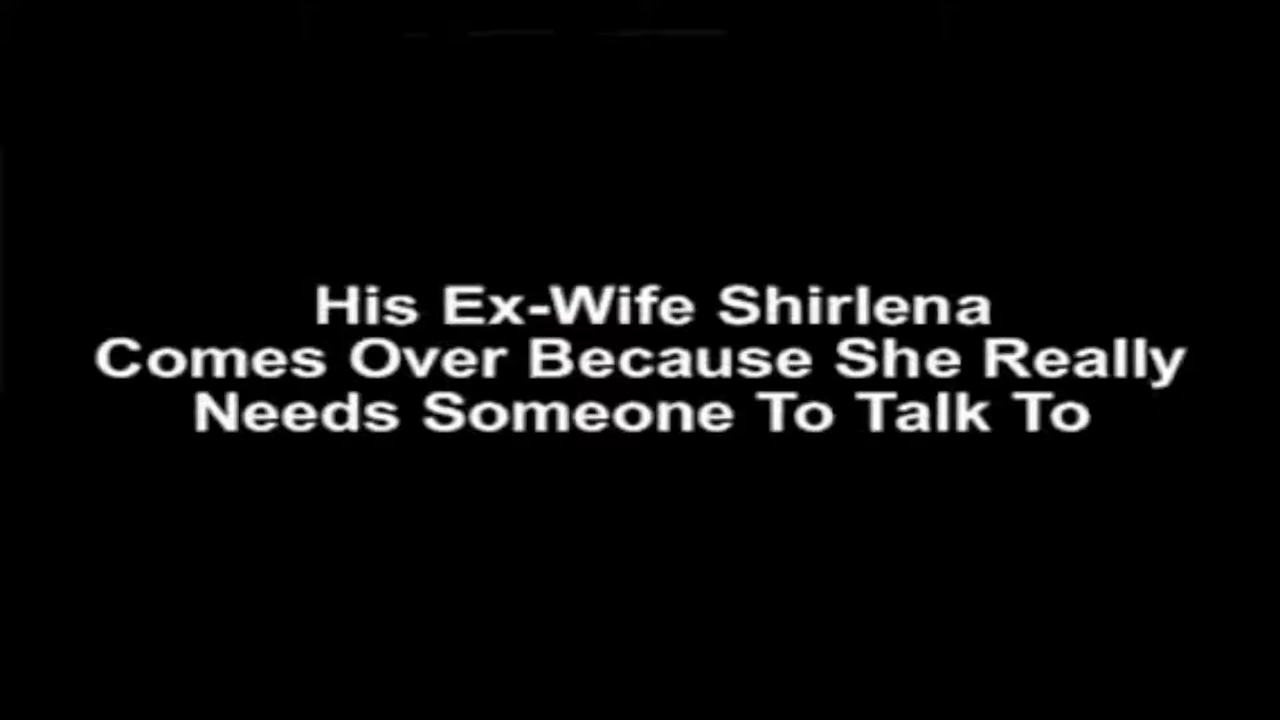 His Ex-Wife Shirlena
Comes Over Because She Really
Needs Someone To Talk To